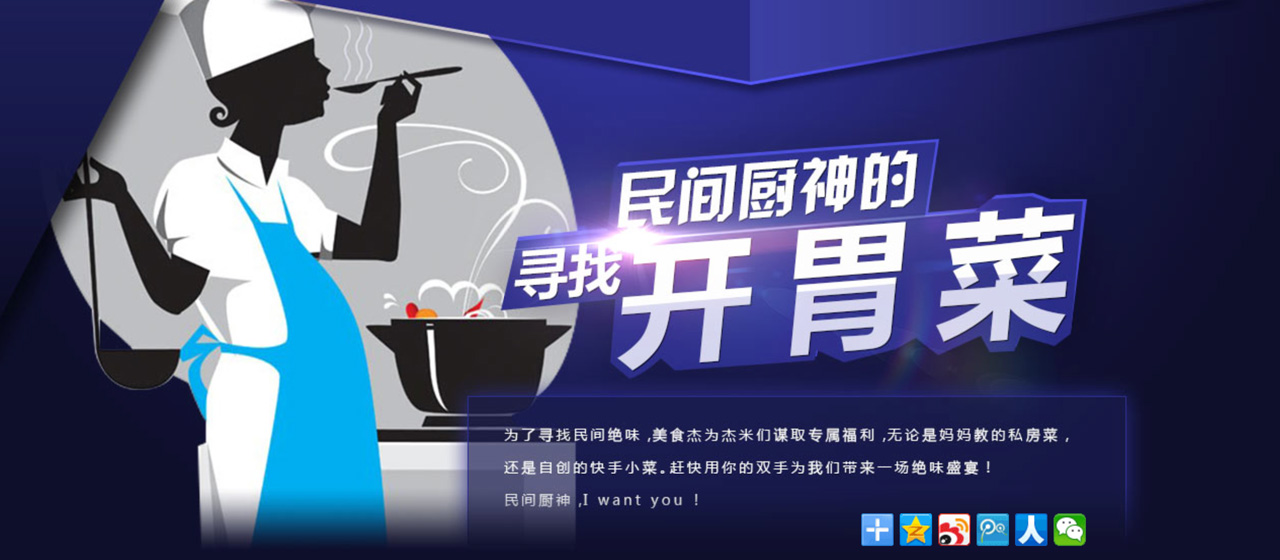 民间厨神的
寻找开胃菜
为了寻找民间绝味,美食杰为杰米们谋取专属福利,无论是妈妈教的私房菜,
还是自创的快手小菜。赶快用你的双手为我们带来一场绝味盛宴!
民间厨神,I want you !